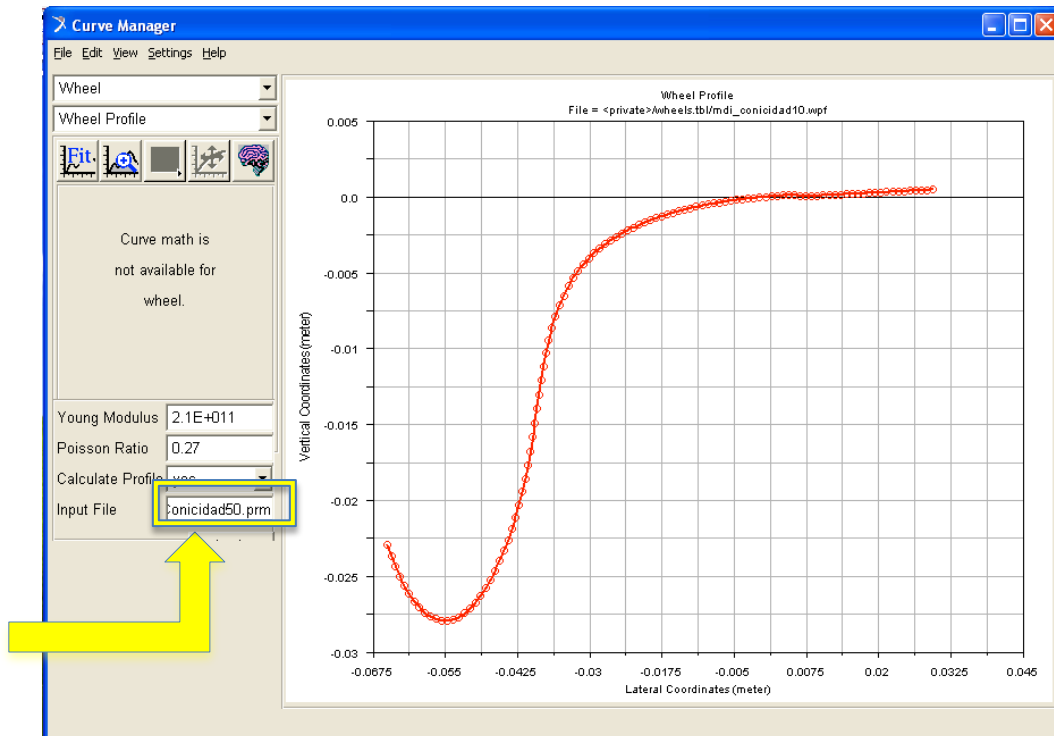 Curve Manager
File Edit View Settings Help
Wheel
Wheel Profile
Fit
Curve math is
not available for
wheel.
Young Modulus 2.1E+011
Poisson Ratio 0.27
Calculate Profile yes
Input File Conicidad50.prm
Wheel Profile
File = <private>/wheels.tbl/mdi_conicidad10.wpf
0.005
0.0
-0.005
-0.01
-0.015
-0.02
-0.025
-0.03
Vertical Coordinates (meter)
-0.0675 -0.055 -0.0425 -0.03 -0.0175 -0.005 0.0075 0.02 0.0325 0.045
Lateral Coordinates (meter)